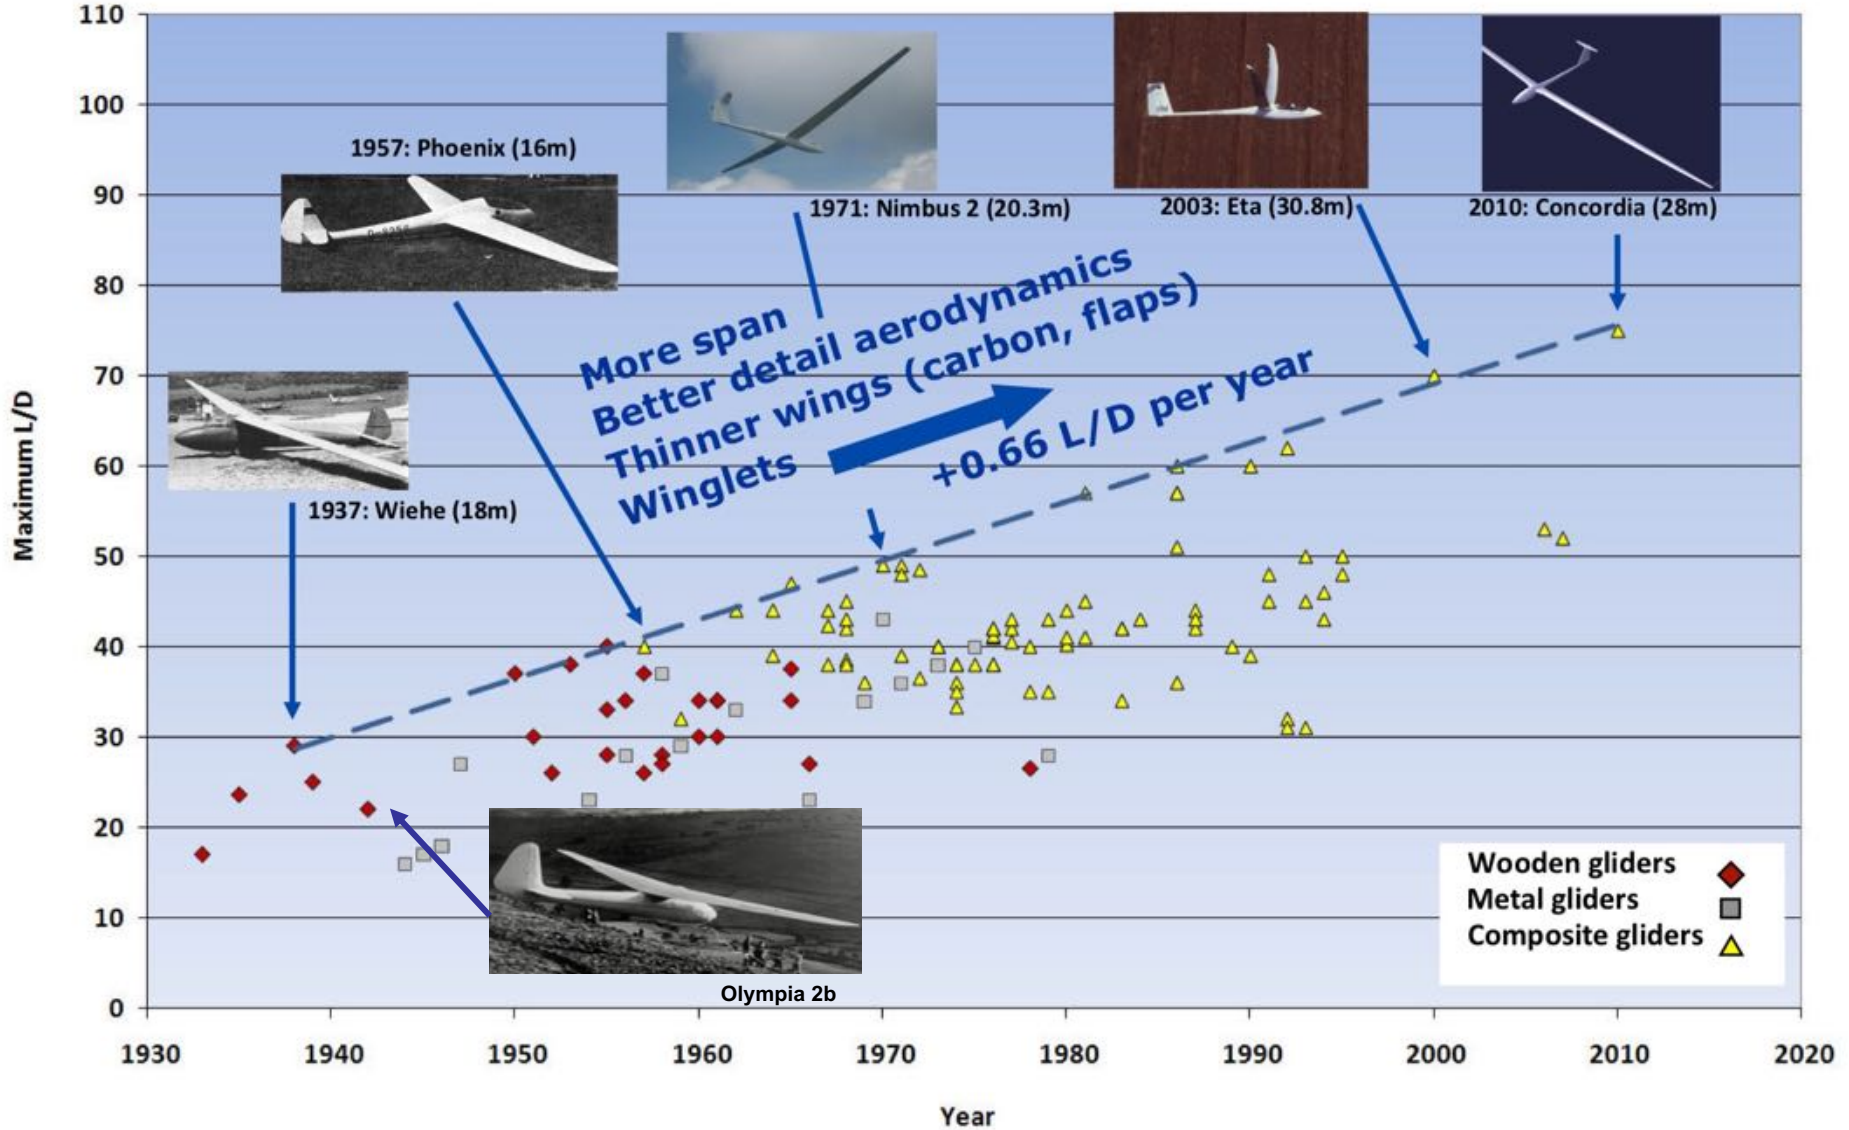 110
100
90
80
70
60
50
40
30
20
10
0
Maximum L/D
1957: Phoenix (16m)
1971: Nimbus 2 (20.3m)
2003: Eta (30.8m)
2010: Concordia (28m)
1937: Wiehe (18m)
More span
Better detail aerodynamics
Thinner wings (carbon, flaps)
Winglets
+0.66 L/D per year
Olympia 2b
Wooden gliders
Metal gliders
Composite gliders
1930 1940 1950 1960 1970 1980 1990 2000 2010 2020
Year